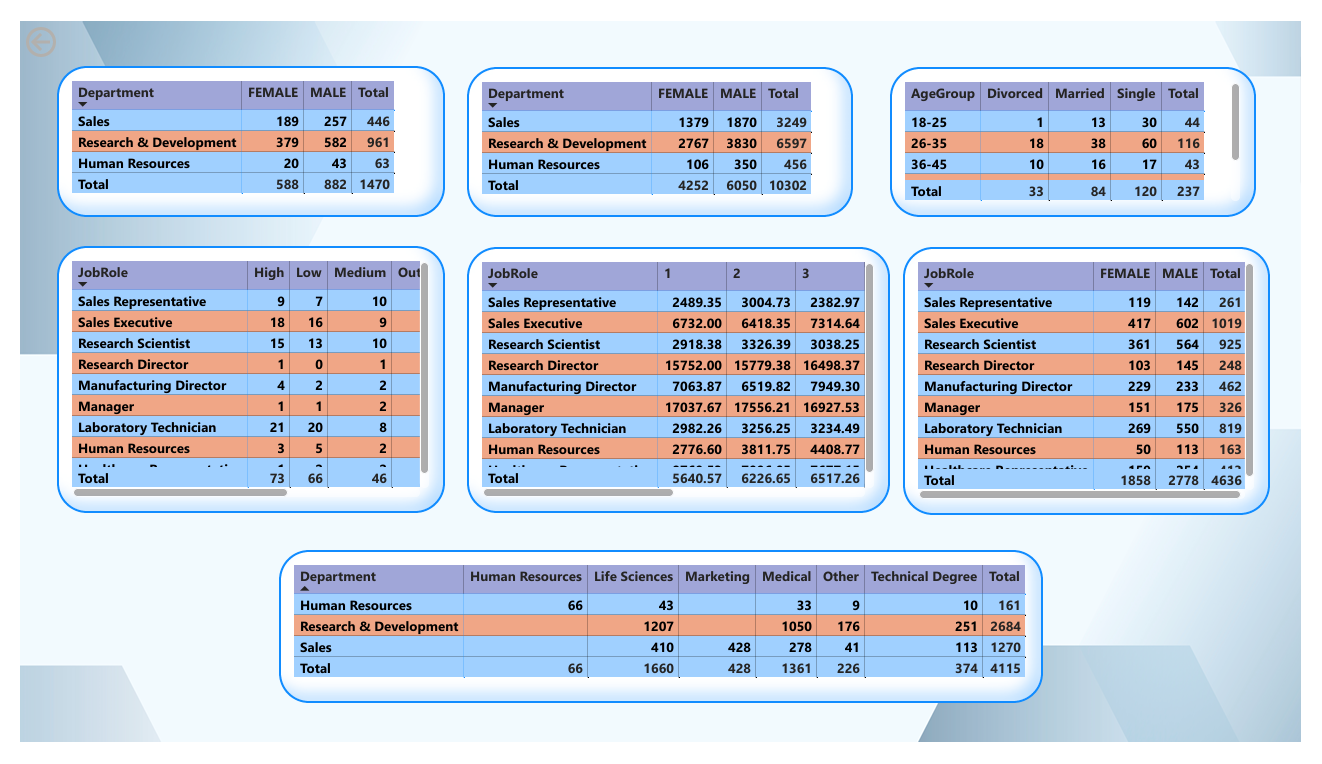 Department FEMALE MALE Total
Sales 189 257 446
Research & Development 379 582 961
Human Resources 20 43 63
Total 588 882 1470
Department FEMALE MALE Total
Sales 1379 1870 3249
Research & Development 2767 3830 6597
Human Resources 106 350 456
Total 4252 6050 10302
AgeGroup Divorced Married Single Total
18-25 1 13 30 44
26-35 18 38 60 116
36-45 10 16 17 43
Total 33 84 120 237
JobRole High Low Medium Out
Sales Representative 9 7 10
Sales Executive 18 16 9
Research Scientist 15 13 10
Research Director 1 0 1
Manufacturing Director 4 2 2
Manager 1 1 2
Laboratory Technician 21 20 8
Human Resources 3 5 2
Total 73 66 46
JobRole 1 2 3
Sales Representative 2489.35 3004.73 2382.97
Sales Executive 6732.00 6418.35 7314.64
Research Scientist 2918.38 3326.39 3038.25
Research Director 15752.00 15779.38 16498.37
Manufacturing Director 7063.87 6519.82 7949.30
Manager 17037.67 17556.21 16927.53
Laboratory Technician 2982.26 3256.25 3234.49
Human Resources 2776.60 3811.75 4408.77
Total 5640.57 6226.65 6517.26
JobRole FEMALE MALE Total
Sales Representative 119 142 261
Sales Executive 417 602 1019
Research Scientist 361 564 925
Research Director 103 145 248
Manufacturing Director 229 233 462
Manager 151 175 326
Laboratory Technician 269 550 819
Human Resources 50 113 163
Total 1858 2778 4636
Department Human Resources Life Sciences Marketing Medical Other Technical Degree Total
Human Resources 66 43 33 9 10 161
Research & Development 1207 1050 176 251 2684
Sales 410 428 278 41 113 1270
Total 66 1660 428 1361 226 374 4115